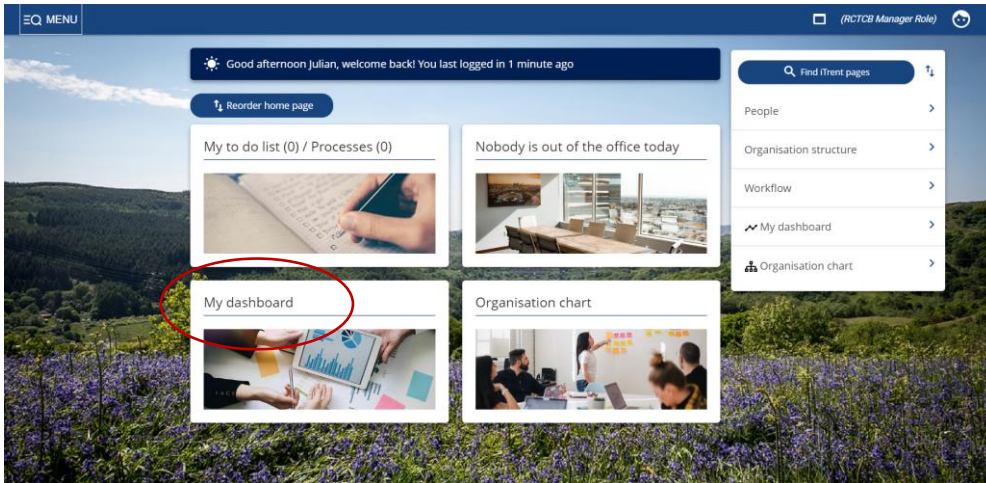 MENU
(RCTCB Manager Role)
Good afternoon Julian, welcome back! You last logged in 1 minute ago
Reorder home page
My to do list (0) / Processes (0)
Nobody is out of the office today
My dashboard
Organisation chart
Find iTrent pages
People
Organisation structure
Workflow
My dashboard
Organisation chart